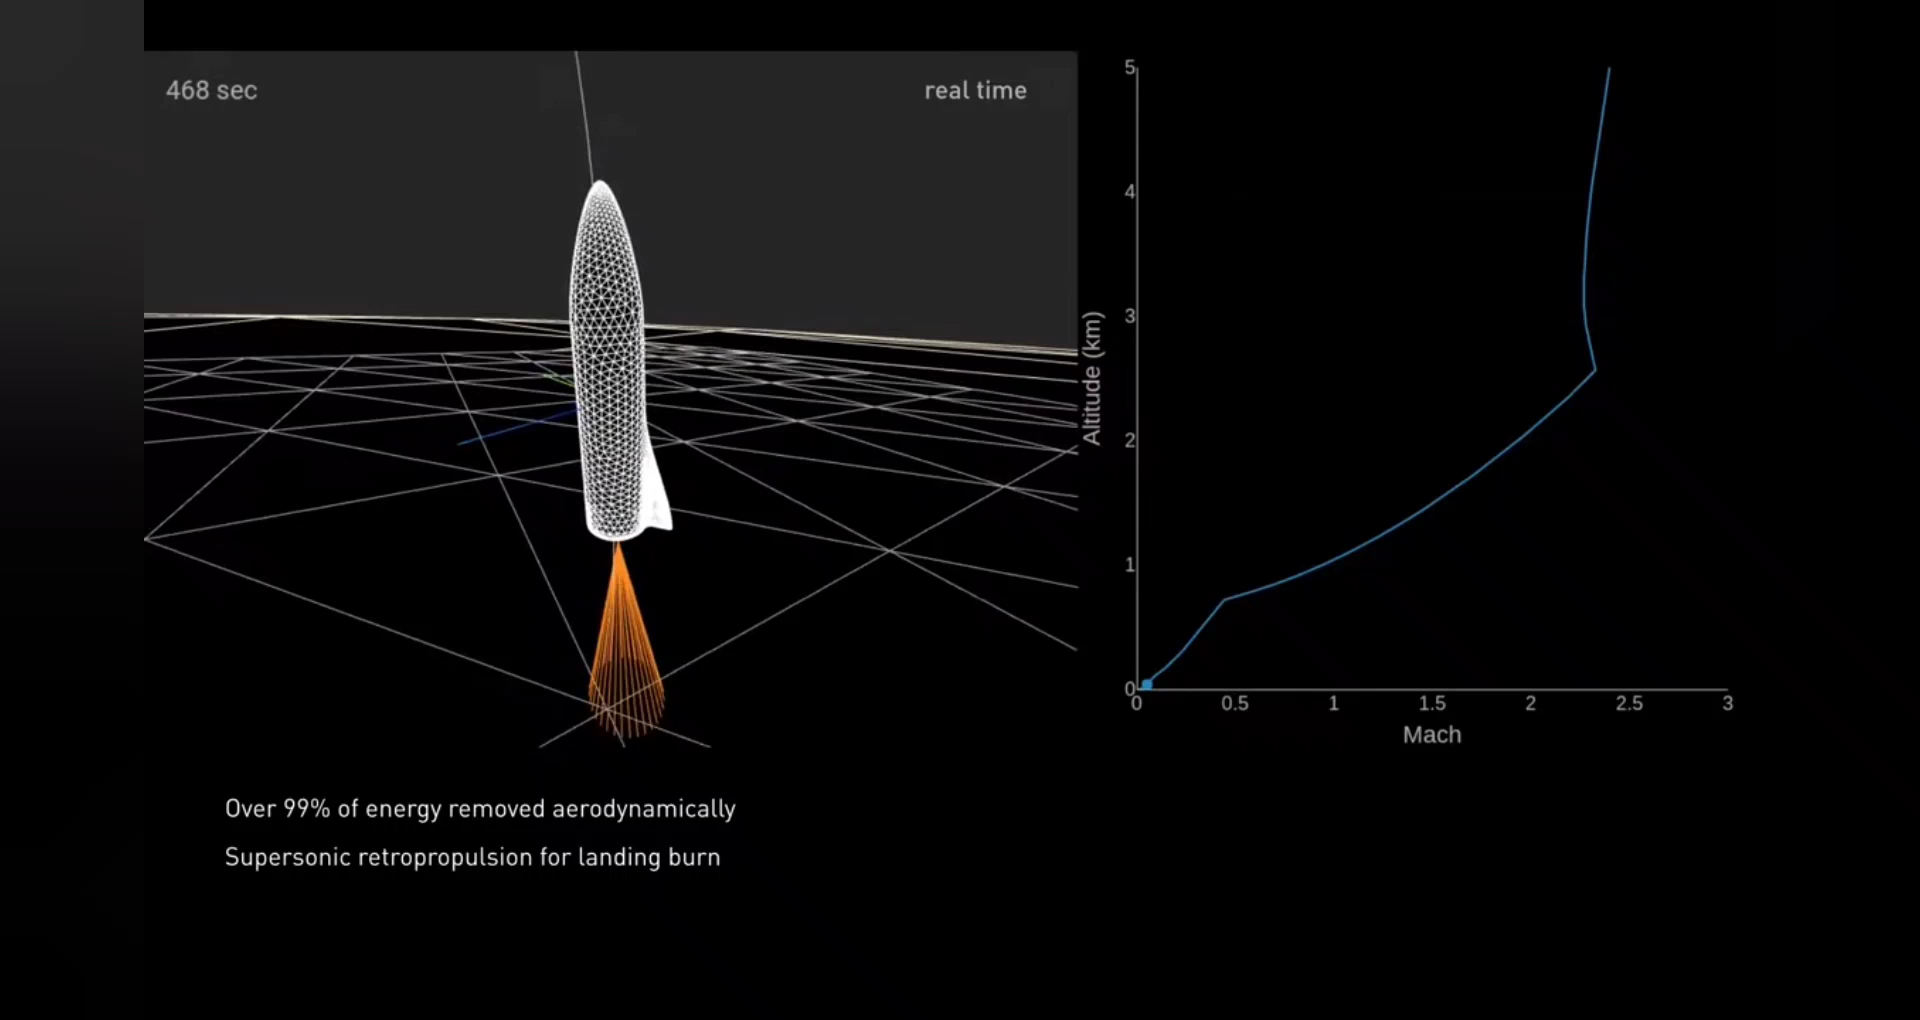 468 sec
real time
Over 99% of energy removed aerodynamically
Supersonic retropropulsion for landing burn
Altitude (km)
5
4
3
2
1
0
0 0.5 1 1.5 2 2.5 3
Mach